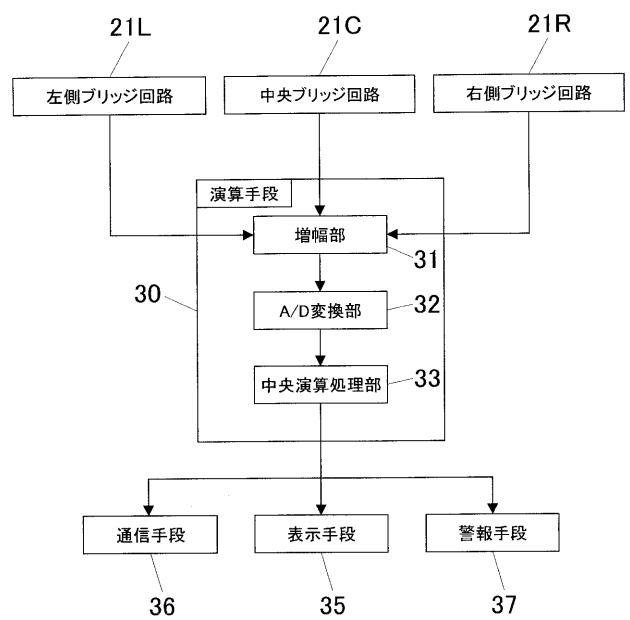 21L
21C
21R
左側ブリッジ回路
中央ブリッジ回路
右側ブリッジ回路
演算手段
増幅部
31
30
A/D変換部
32
中央演算処理部
33
通信手段
表示手段
警報手段
36
35
37